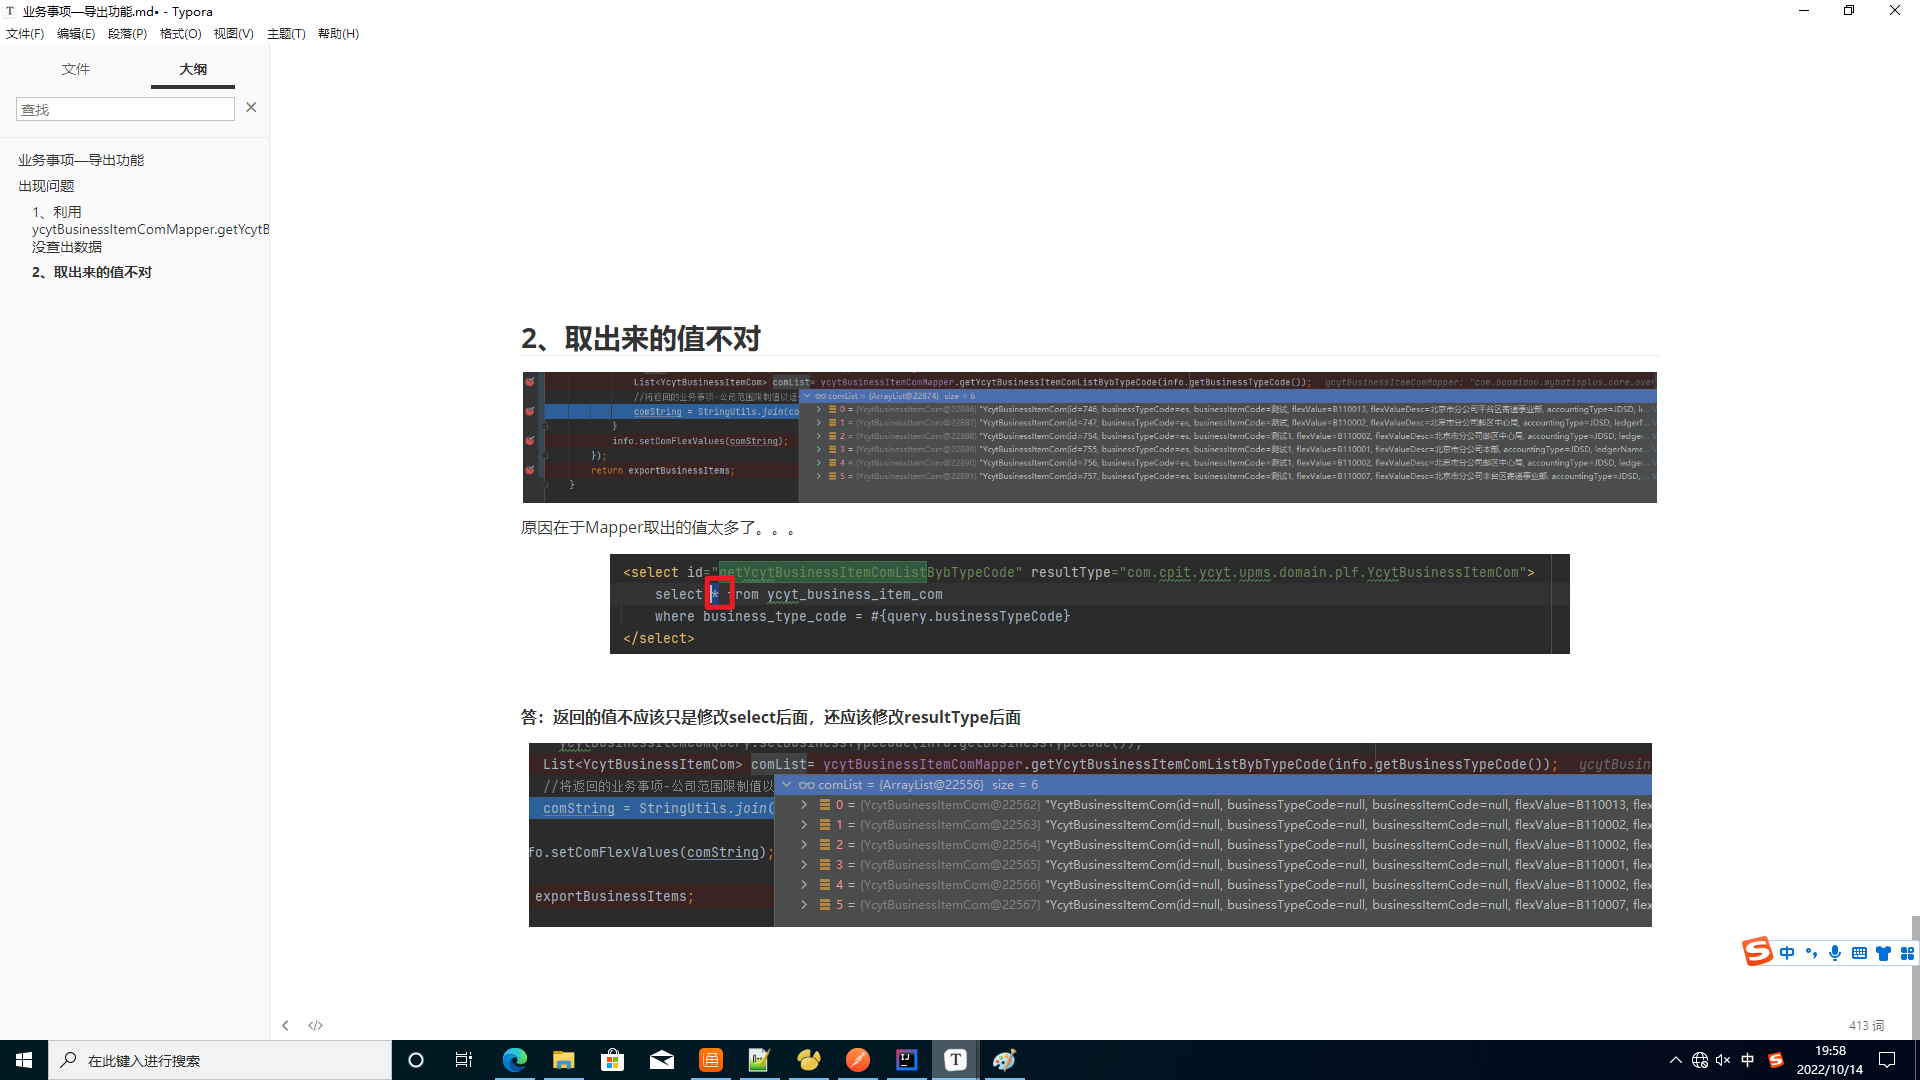 业务事项—导出功能.md• - Typora
文件(F) 编辑(E) 段落(P) 格式(O) 视图(V) 主题(T) 帮助(H)
文件 大纲
查找
业务事项—导出功能
出现问题
1、利用
ycytBusinessItemComMapper.getYcytB
没查出数据
2、取出来的值不对
2、取出来的值不对
List<YcytBusinessItemCom> comList= ycytBusinessItemComMapper.getYcytBusinessItemComListBybTypeCode(info.getBusinessTypeCode()); ycytBusinessItemComMapper: "com.baomidou.mybatisplus.core.over
//将返回的业务事项-公司范围限制值以逗 comList = {ArrayList@22874} size = 6
comString = StringUtils.join(co 0 = {YcytBusinessItemCom@22886} "YcytBusinessItemCom(id=746, businessTypeCode=es, businessItemCode=测试, flexValue=B110013, flexValueDesc=北京市分公司平谷区寄递事业部, accountingType=JDSD, le...
1 = {YcytBusinessItemCom@22887} "YcytBusinessItemCom(id=747, businessTypeCode=es, businessItemCode=测试, flexValue=B110002, flexValueDesc=北京市分公司邮区中心局, accountingType=JDSD, ledgerf...
} 2 = {YcytBusinessItemCom@22888} "YcytBusinessItemCom(id=754, businessTypeCode=es, businessItemCode=测试1, flexValue=B110002, flexValueDesc=北京市分公司邮区中心局, accountingType=JDSD, ledger...
info.setComFlexValues(comString); 3 = {YcytBusinessItemCom@22889} "YcytBusinessItemCom(id=755, businessTypeCode=es, businessItemCode=测试1, flexValue=B110001, flexValueDesc=北京市分公司本部, accountingType=JDSD, ledgerName...
}); 4 = {YcytBusinessItemCom@22890} "YcytBusinessItemCom(id=756, businessTypeCode=es, businessItemCode=测试1, flexValue=B110002, flexValueDesc=北京市分公司邮区中心局, accountingType=JDSD, ledge...
return exportBusinessItems; 5 = {YcytBusinessItemCom@22891} "YcytBusinessItemCom(id=757, businessTypeCode=es, businessItemCode=测试1, flexValue=B110007, flexValueDesc=北京市分公司丰台区寄递事业部, accountingType=JDSD, ...
}
原因在于Mapper取出的值太多了。。。
<select id="getYcytBusinessItemComListBybTypeCode" resultType="com.cpit.ycyt.upms.domain.plf.YcytBusinessItemCom">
select * from ycyt_business_item_com
where business_type_code = #{query.businessTypeCode}
</select>
答：返回的值不应该只是修改select后面，还应该修改resultType后面
ycytBusinessItemComQuery.setBusinessTypeCode(info.getBusinessTypeCode());
List<YcytBusinessItemCom> comList= ycytBusinessItemComMapper.getYcytBusinessItemComListBybTypeCode(info.getBusinessTypeCode()); ycytBusin
//将返回的业务事项-公司范围限制值以 comList = {ArrayList@22556} size = 6
comString = StringUtils.join( 0 = {YcytBusinessItemCom@22562} "YcytBusinessItemCom(id=null, businessTypeCode=null, businessItemCode=null, flexValue=B110013, flex
1 = {YcytBusinessItemCom@22563} "YcytBusinessItemCom(id=null, businessTypeCode=null, businessItemCode=null, flexValue=B110002, flex
fo.setComFlexValues(comString); 2 = {YcytBusinessItemCom@22564} "YcytBusinessItemCom(id=null, businessTypeCode=null, businessItemCode=null, flexValue=B110002, flex
3 = {YcytBusinessItemCom@22565} "YcytBusinessItemCom(id=null, businessTypeCode=null, businessItemCode=null, flexValue=B110001, flex
4 = {YcytBusinessItemCom@22566} "YcytBusinessItemCom(id=null, businessTypeCode=null, businessItemCode=null, flexValue=B110002, flex
exportBusinessItems; 5 = {YcytBusinessItemCom@22567} "YcytBusinessItemCom(id=null, businessTypeCode=null, businessItemCode=null, flexValue=B110007, flex
中
413 词
在此键入进行搜索
中
19:58
2022/10/14